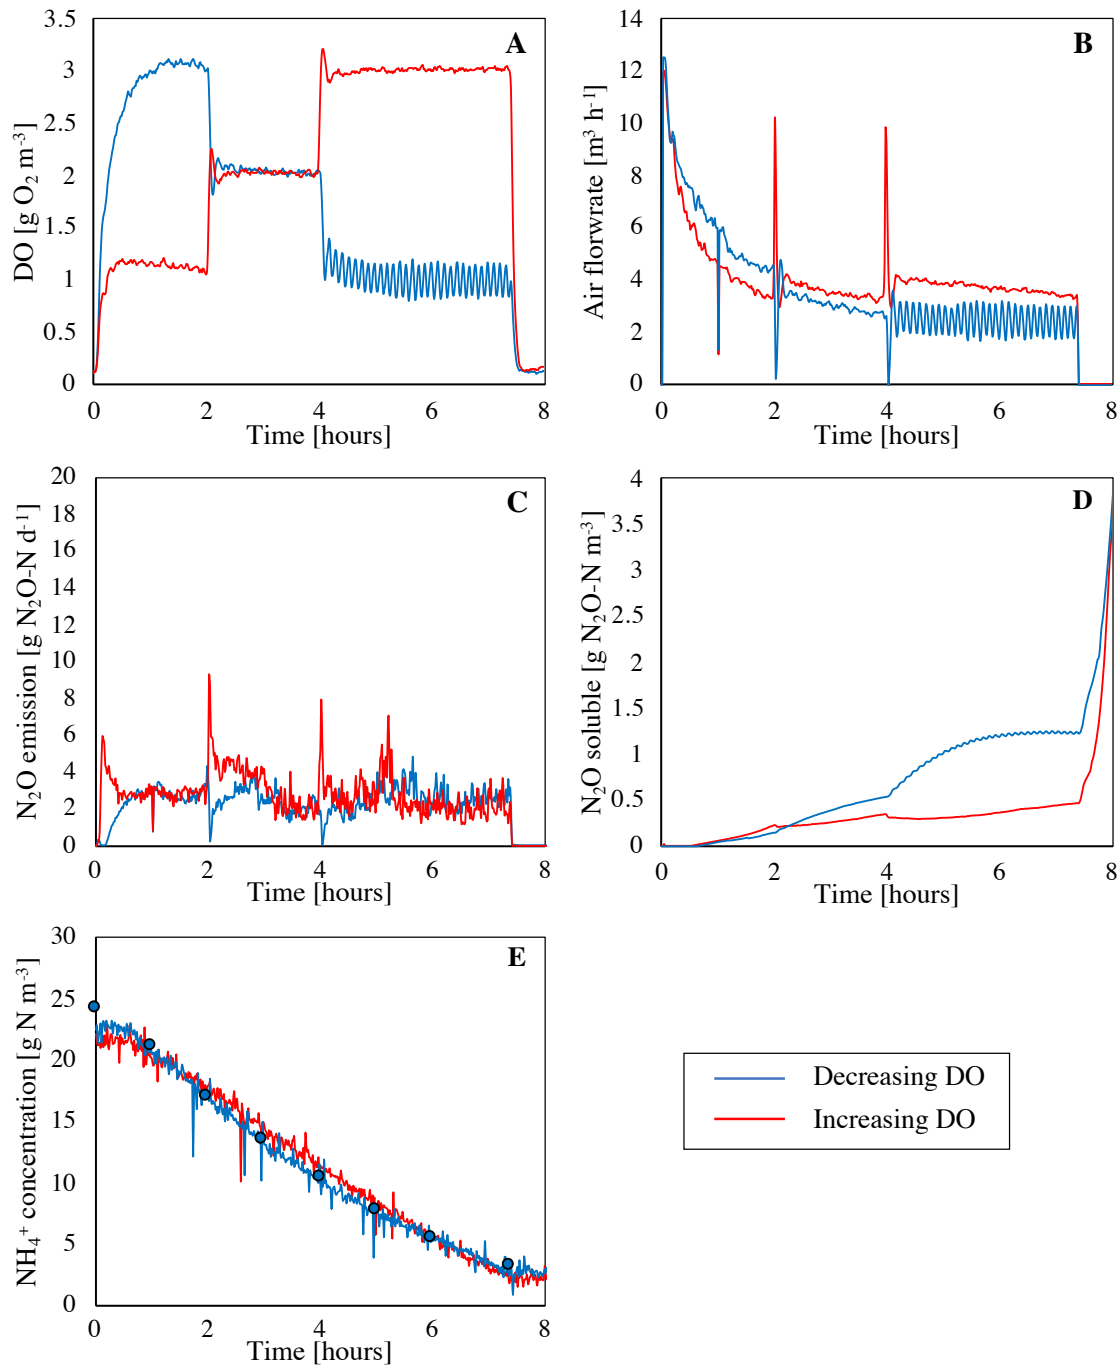 A
DO [g O₂ m⁻³]
3.5
3
2.5
2
1.5
1
0.5
0
0 2 4 6 8
Time [hours]
B
Air florwrate [m³ h⁻¹]
14
12
10
8
6
4
2
0
0 2 4 6 8
Time [hours]
C
N₂O emission [g N₂O-N d⁻¹]
20
18
16
14
12
10
8
6
4
2
0
0 2 4 6 8
Time [hours]
D
N₂O soluble [g N₂O-N m⁻³]
4
3.5
3
2.5
2
1.5
1
0.5
0
0 2 4 6 8
Time [hours]
E
NH₄⁺ concentration [g N m⁻³]
30
25
20
15
10
5
0
0 2 4 6 8
Time [hours]
Decreasing DO
Increasing DO